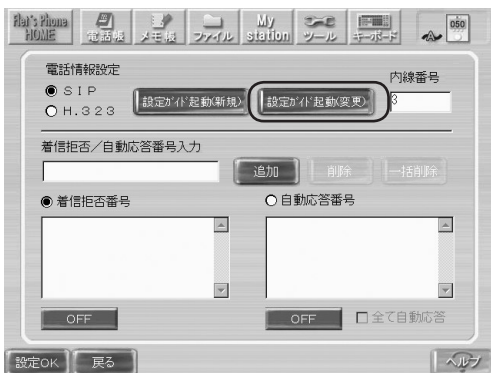 Flat's Phone HOME
電話帳
メモ帳
ファイル
My station
ツール
キーボード
050
電話情報設定
内線番号
SIP
H.323
設定ガイド起動(新規)
設定ガイド起動(変更)
3
着信拒否/自動応答番号入力
追加
削除
一括削除
着信拒否番号
自動応答番号
OFF
OFF
全て自動応答
設定OK
戻る
ヘルプ